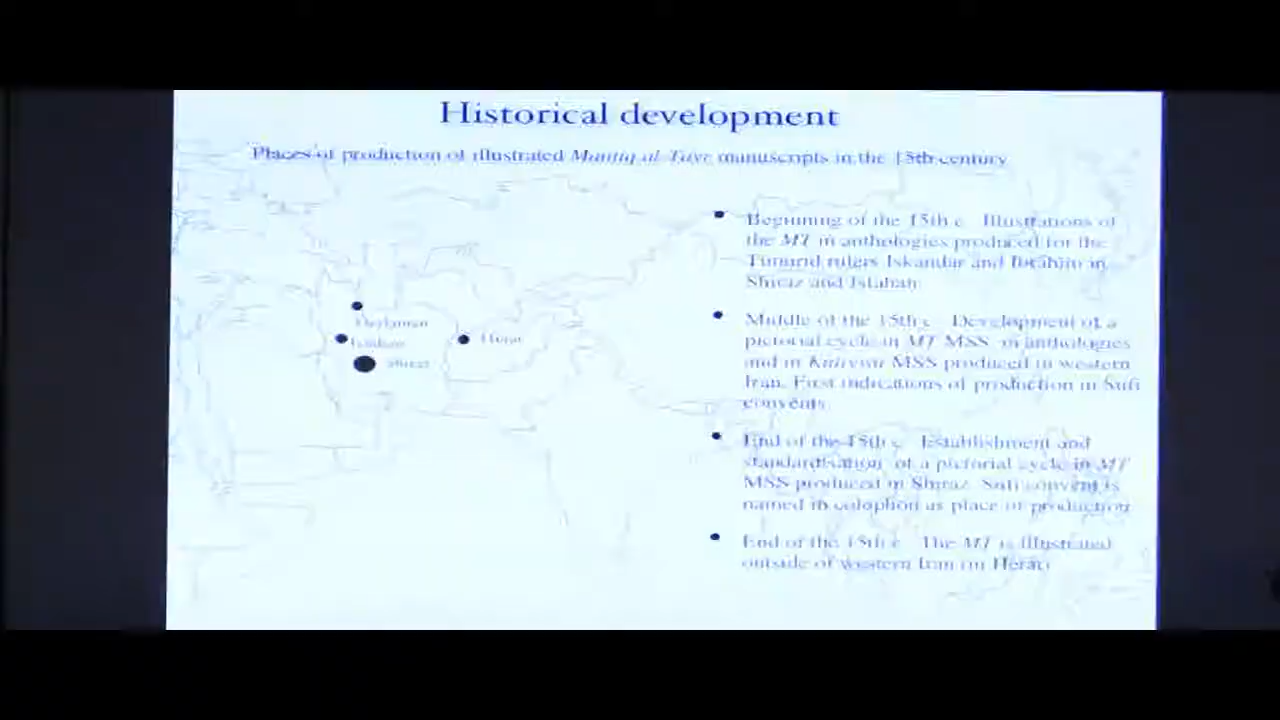 Historical development
Places of production of illustrated Mantiq al-Tayr manuscripts in the 15th century
• Beginning of the 15th c. Illustrations of
the MT in anthologies produced for the
Timurid rulers Iskandar and Ibrahim in
Shiraz and Isfahan
• Middle of the 15th c. Development of a
pictorial cycle in MT MSS in anthologies
and in MSS produced in western
Iran. First indications of production in Sufi
convents
• End of the 15th c. Establishment and
standardisation of a pictorial cycle in MT
MSS produced in Shiraz. Sufi convent is
named in colophon as place of production
• End of the 15th c. The MT is illustrated
outside of western Iran (in Herat)
Isfahan
Herat
Shiraz